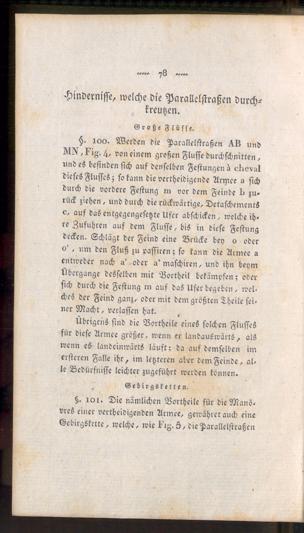 78
Hindernisse, welche die Parallelstraßen durch-
kreutzen.
Große Flüsse.
§. 100. Werden die Parallelstraßen AB und
MN, Fig. 4. von einem großen Flusse durchschnitten,
und es befinden sich auf denselben Festungen à cheval
dieses Flusses; so kann die vertheidigende Armee a sich
durch die vordere Festung m vor dem Feinde b zu-
rück ziehen, und durch die rückwärtige, Detaschements
c. auf das entgegengesetzte Ufer abschicken, welche ih-
re Zufuhren auf dem Flusse, bis in diese Festung
decken. Schlägt der Feind eine Brücke bey o oder
o', um den Fluß zu passiren; so kann die Armee a
entweder nach a' oder a'' maschiren, und ihn beym
Übergange desselben mit Vortheil bekämpfen; oder
sich durch die Festung m auf das Ufer begeben, wel-
ches der Feind ganz, oder mit dem größten Theile sei-
ner Macht, verlassen hat.
Übrigens sind die Vortheile eines solchen Flusses
für diese Armee größer, wenn er landauswärts, als
wenn es landeinwärts läuft; da auf demselben im
ersteren Falle ihr, im letzteren aber dem Feinde, al-
le Bedürfnisse leichter zugeführt werden können.
Gebirgsketten.
§. 101. Die nämlichen Vortheile für die Manö-
vres einer vertheidigenden Armee, gewähret auch eine
Gebirgskette, welche, wie Fig. 5, die Parallelstraßen